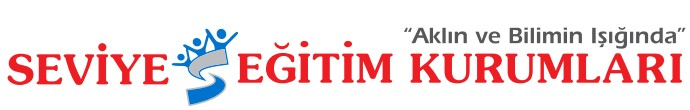 “Aklın ve Bilimin Işığında”
SEVİYE EĞİTİM KURUMLARI